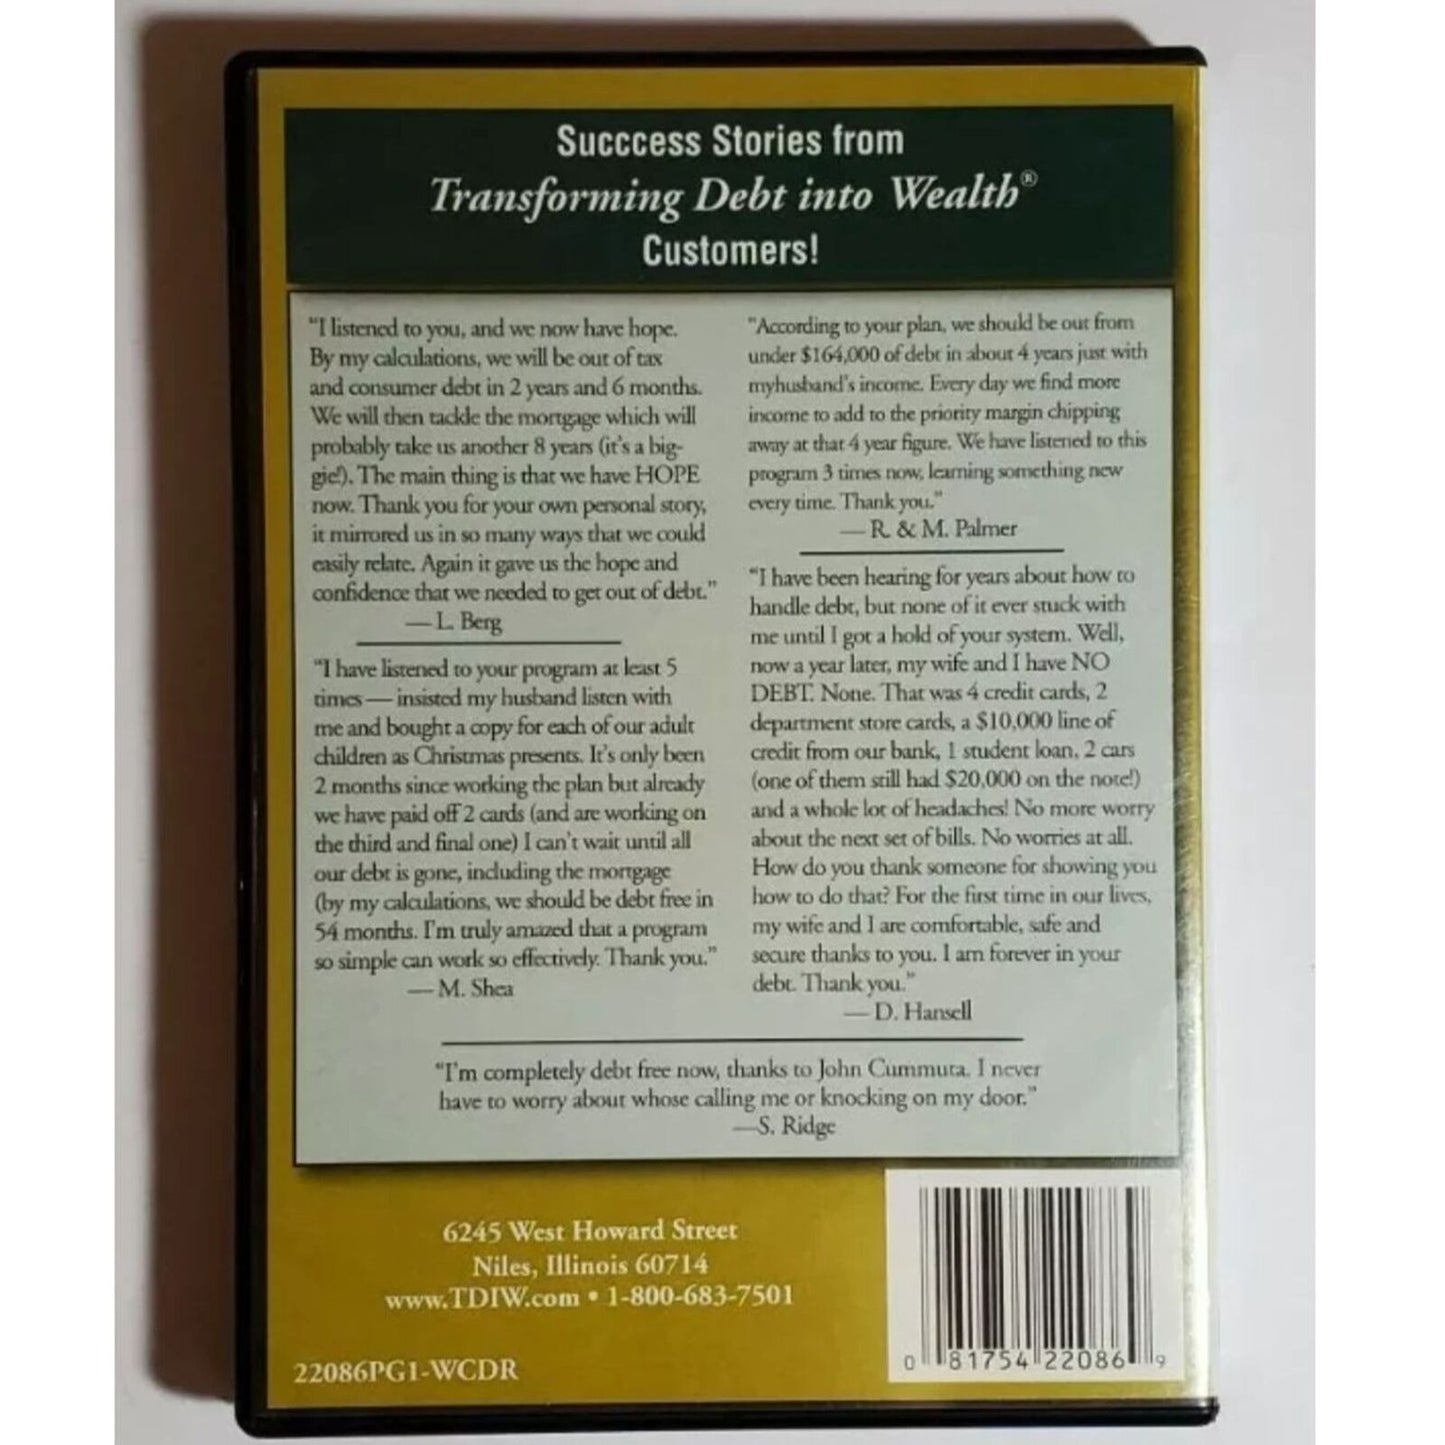 Succcess Stories from
Transforming Debt into Wealth®
Customers!
"I listened to you, and we now have hope.
By my calculations, we will be out of tax
and consumer debt in 2 years and 6 months.
We will then tackle the mortgage which will
probably take us another 8 years (it's a big-
gie!). The main thing is that we have HOPE
now. Thank you for your own personal story,
it mirrored us in so many ways that we could
easily relate. Again it gave us the hope and
confidence that we needed to get out of debt."
— L. Berg
"I have listened to your program at least 5
times — insisted my husband listen with
me and bought a copy for each of our adult
children as Christmas presents. It's only been
2 months since working the plan but already
we have paid off 2 cards (and are working on
the third and final one) I can't wait until all
our debt is gone, including the mortgage
(by my calculations, we should be debt free in
54 months. I'm truly amazed that a program
so simple can work so effectively. Thank you."
— M. Shea
"According to your plan, we should be out from
under $164,000 of debt in about 4 years just with
myhusband's income. Every day we find more
income to add to the priority margin chipping
away at that 4 year figure. We have listened to this
program 3 times now, learning something new
every time. Thank you."
— R. & M. Palmer
"I have been hearing for years about how to
handle debt, but none of it ever stuck with
me until I got a hold of your system. Well,
now a year later, my wife and I have NO
DEBT. None. That was 4 credit cards, 2
department store cards, a $10,000 line of
credit from our bank, 1 student loan, 2 cars
(one of them still had $20,000 on the note!)
and a whole lot of headaches! No more worry
about the next set of bills. No worries at all.
How do you thank someone for showing you
how to do that? For the first time in our lives,
my wife and I are comfortable, safe and
secure thanks to you. I am forever in your
debt. Thank you."
— D. Hansell
"I'm completely debt free now, thanks to John Cummuta. I never
have to worry about whose calling me or knocking on my door."
—S. Ridge
6245 West Howard Street
Niles, Illinois 60714
www.TDIW.com • 1-800-683-7501
22086PG1-WCDR
0 81754 22086 9